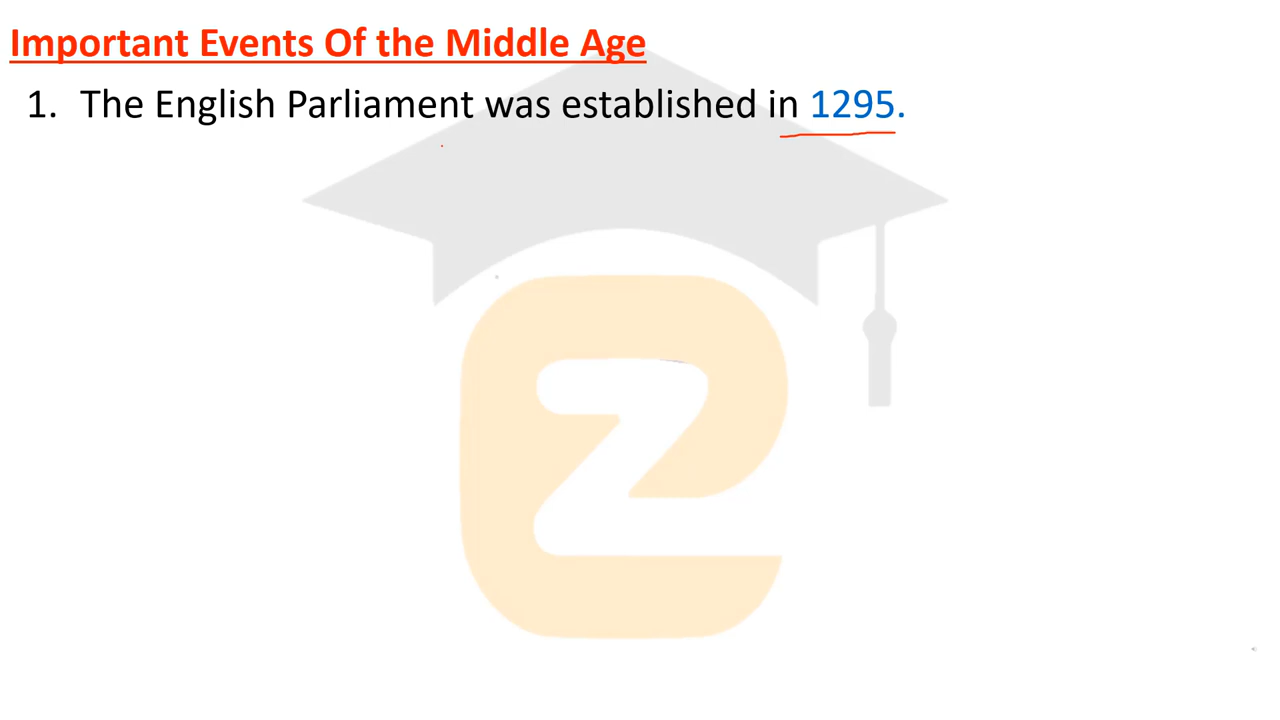 Important Events Of the Middle Age
1. The English Parliament was established in 1295.